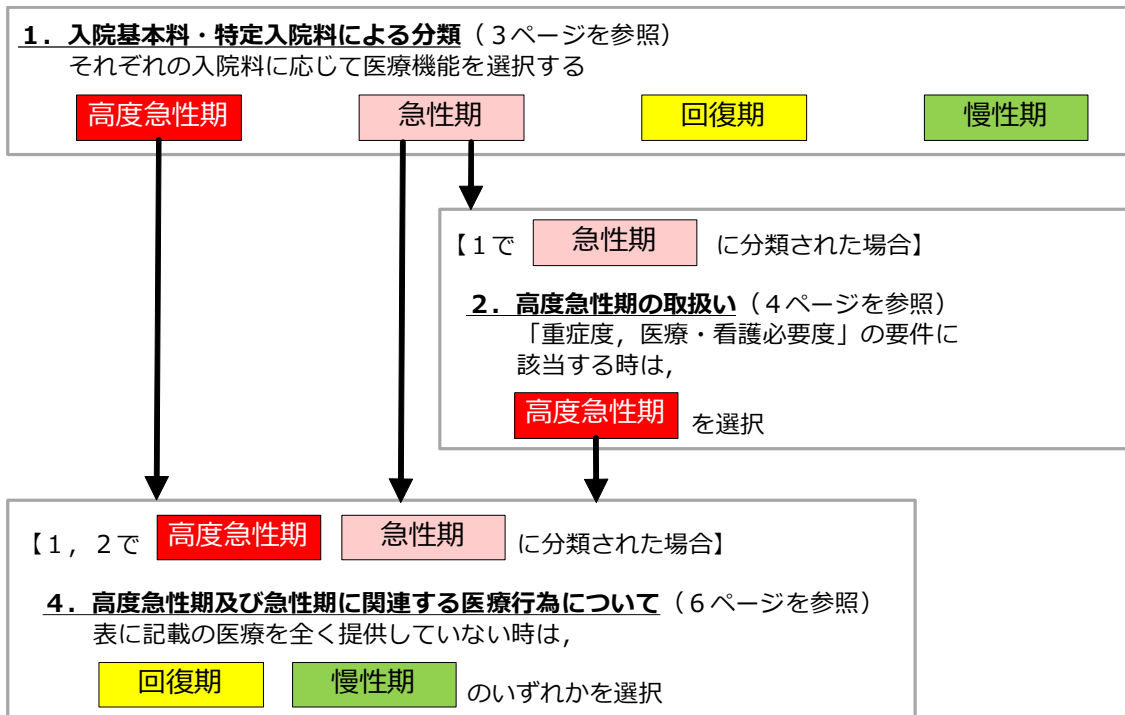 １．入院基本料・特定入院料による分類（３ページを参照）
それぞれの入院料に応じて医療機能を選択する
高度急性期 急性期 回復期 慢性期
【１で 急性期 に分類された場合】
２．高度急性期の取扱い（４ページを参照）
「重症度，医療・看護必要度」の要件に
該当する時は，
高度急性期 を選択
【１，２で 高度急性期 急性期 に分類された場合】
４．高度急性期及び急性期に関連する医療行為について（６ページを参照）
表に記載の医療を全く提供していない時は，
回復期 慢性期 のいずれかを選択